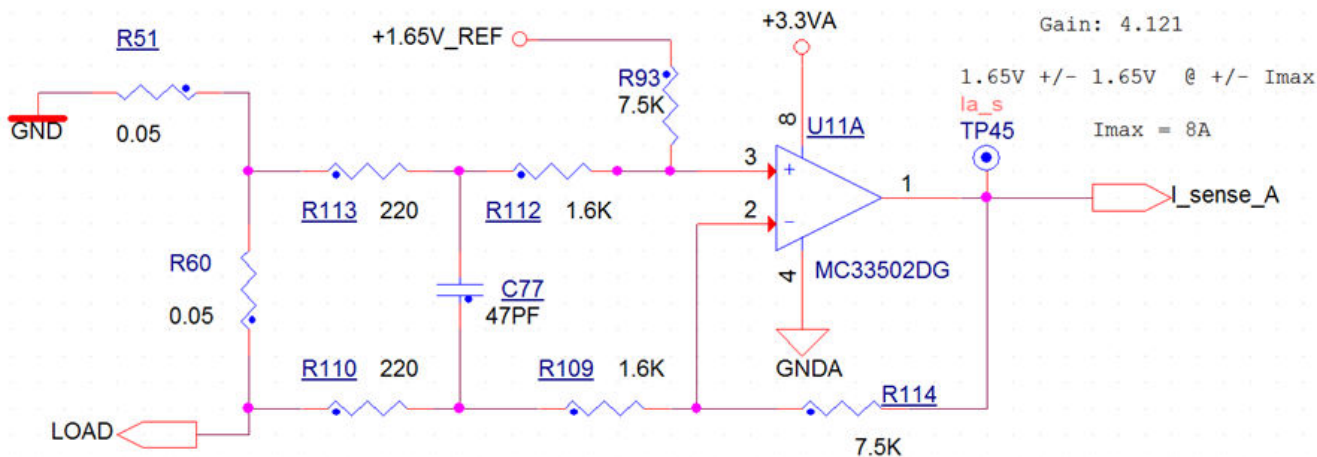 R51
0.05
GND
+1.65V_REF
R93
7.5K
+3.3VA
Gain: 4.121
1.65V +/- 1.65V @ +/- Imax
Ia_s
TP45
Imax = 8A
8
U11A
3
+
2
-
1
4
MC33502DG
I_sense_A
R113 220
R112 1.6K
R60
0.05
C77
47PF
GNDA
R110 220
R109 1.6K
R114
7.5K
LOAD